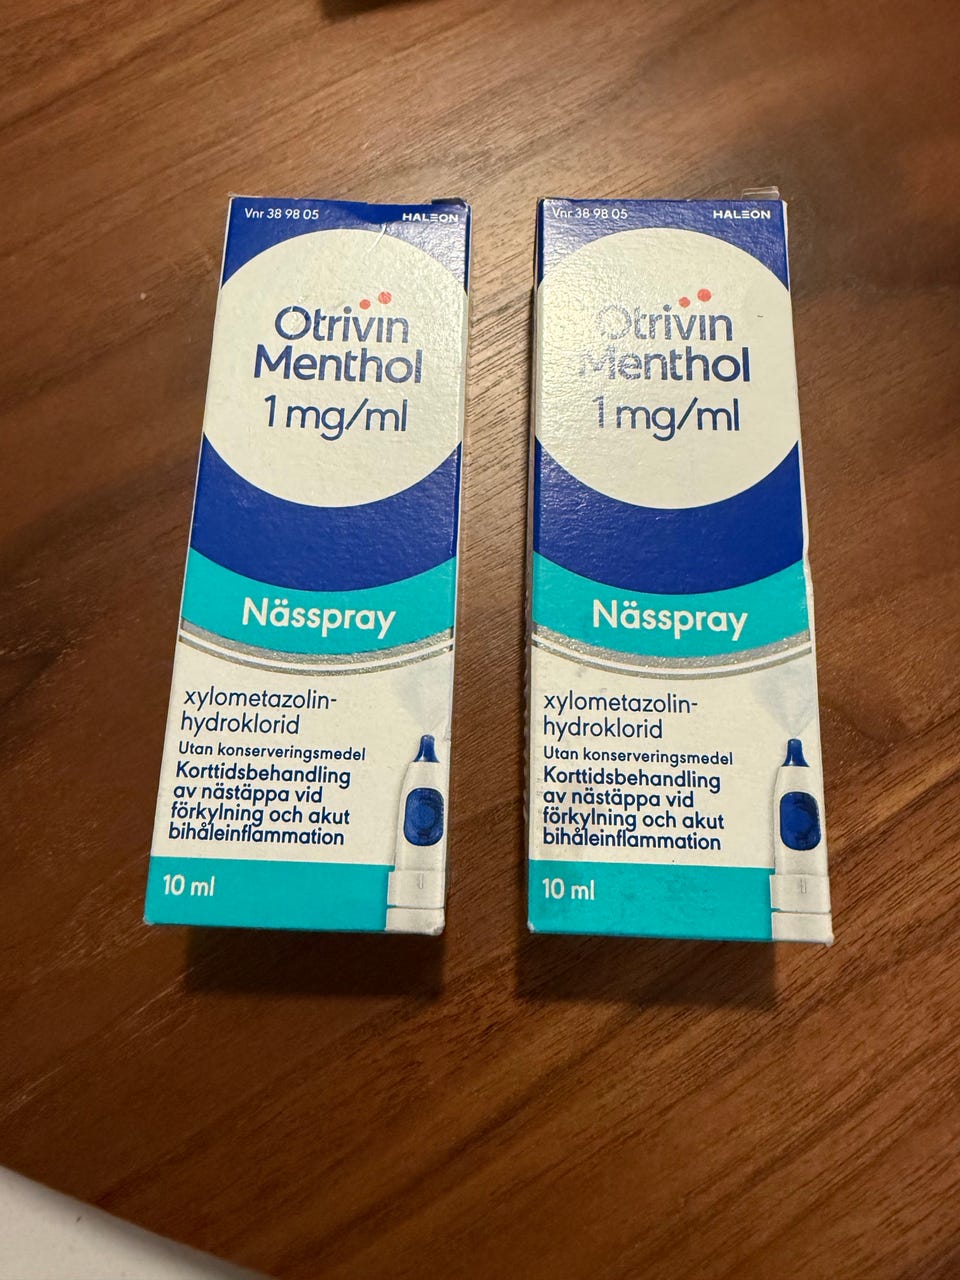 Vnr 38 98 05
HALEON
Otrivin
Menthol
1 mg/ml
Nässpray
xylometazolin-
hydroklorid
Utan konserveringsmedel
Korttidsbehandling
av nästäppa vid
förkylning och akut
bihåleinflammation
10 ml
Vnr 38 98 05
HALEON
Otrivin
Menthol
1 mg/ml
Nässpray
xylometazolin-
hydroklorid
Utan konserveringsmedel
Korttidsbehandling
av nästäppa vid
förkylning och akut
bihåleinflammation
10 ml